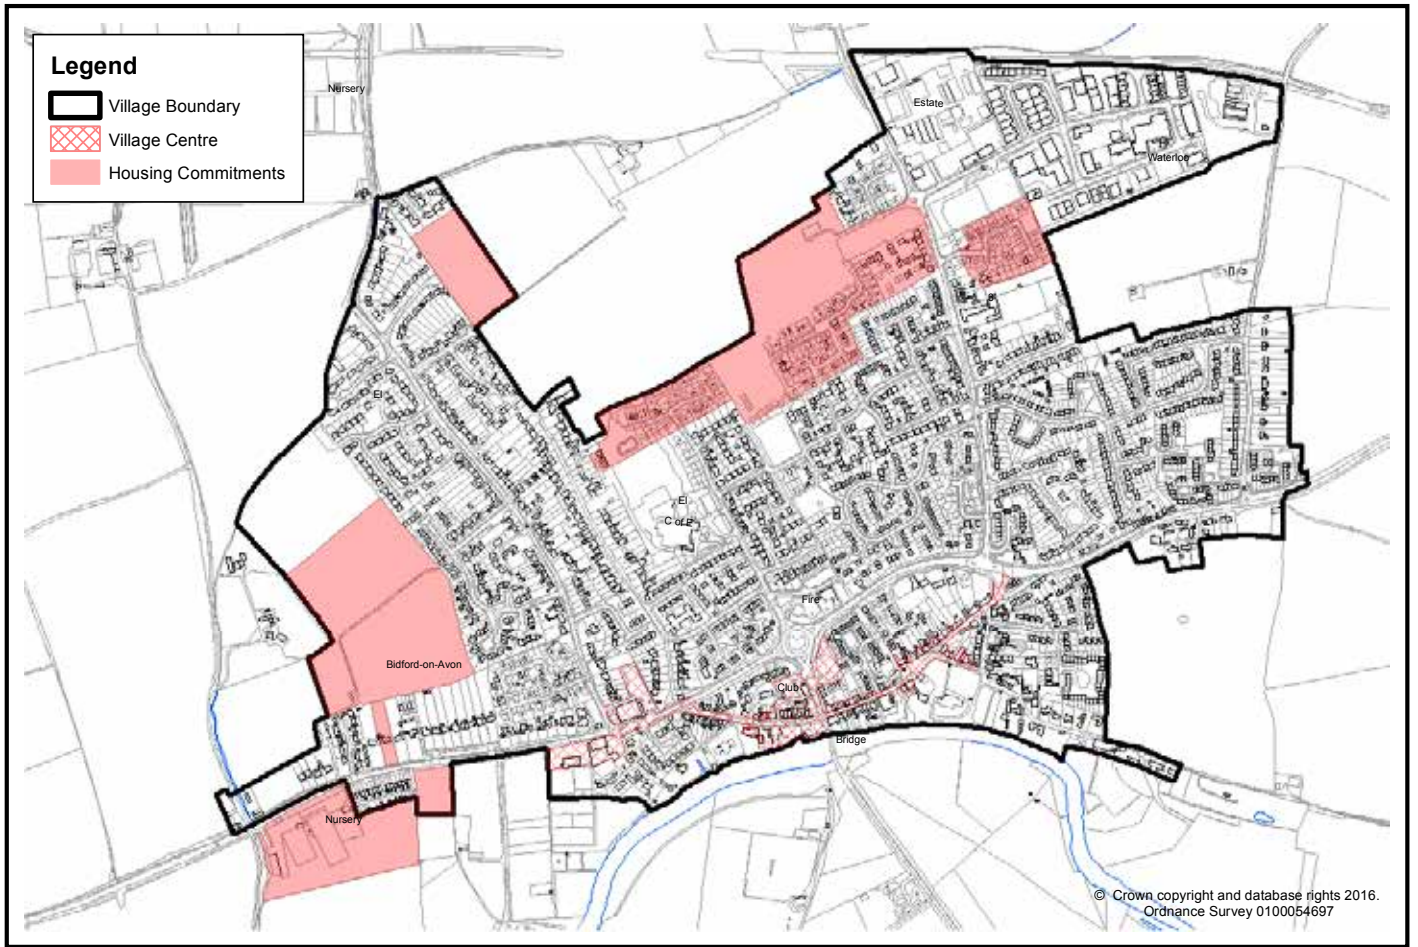 Legend
Village Boundary
Village Centre
Housing Commitments
Nursery
Estate
Waterloo
El
El
C of E
Fire
Bidford-on-Avon
Club
Bridge
Nursery
© Crown copyright and database rights 2016.
Ordnance Survey 0100054697